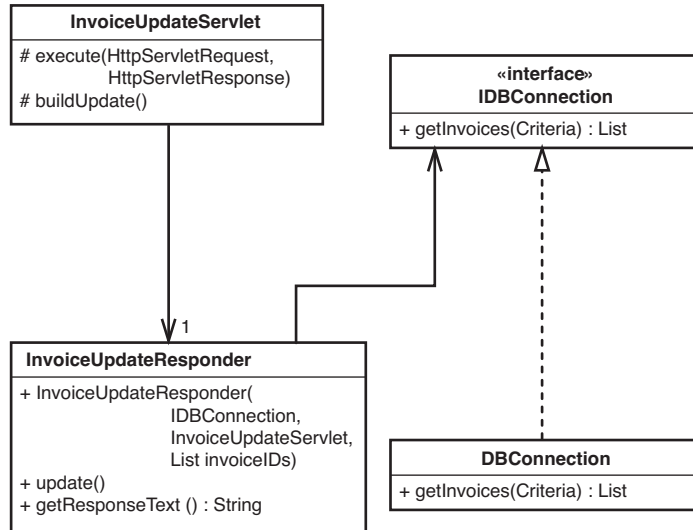 InvoiceUpdateServlet
# execute(HttpServletRequest,
HttpServletResponse)
# buildUpdate()
«interface»
IDBConnection
+ getInvoices(Criteria) : List
1
InvoiceUpdateResponder
+ InvoiceUpdateResponder(
IDBConnection,
InvoiceUpdateServlet,
List invoiceIDs)
+ update()
+ getResponseText () : String
DBConnection
+ getInvoices(Criteria) : List